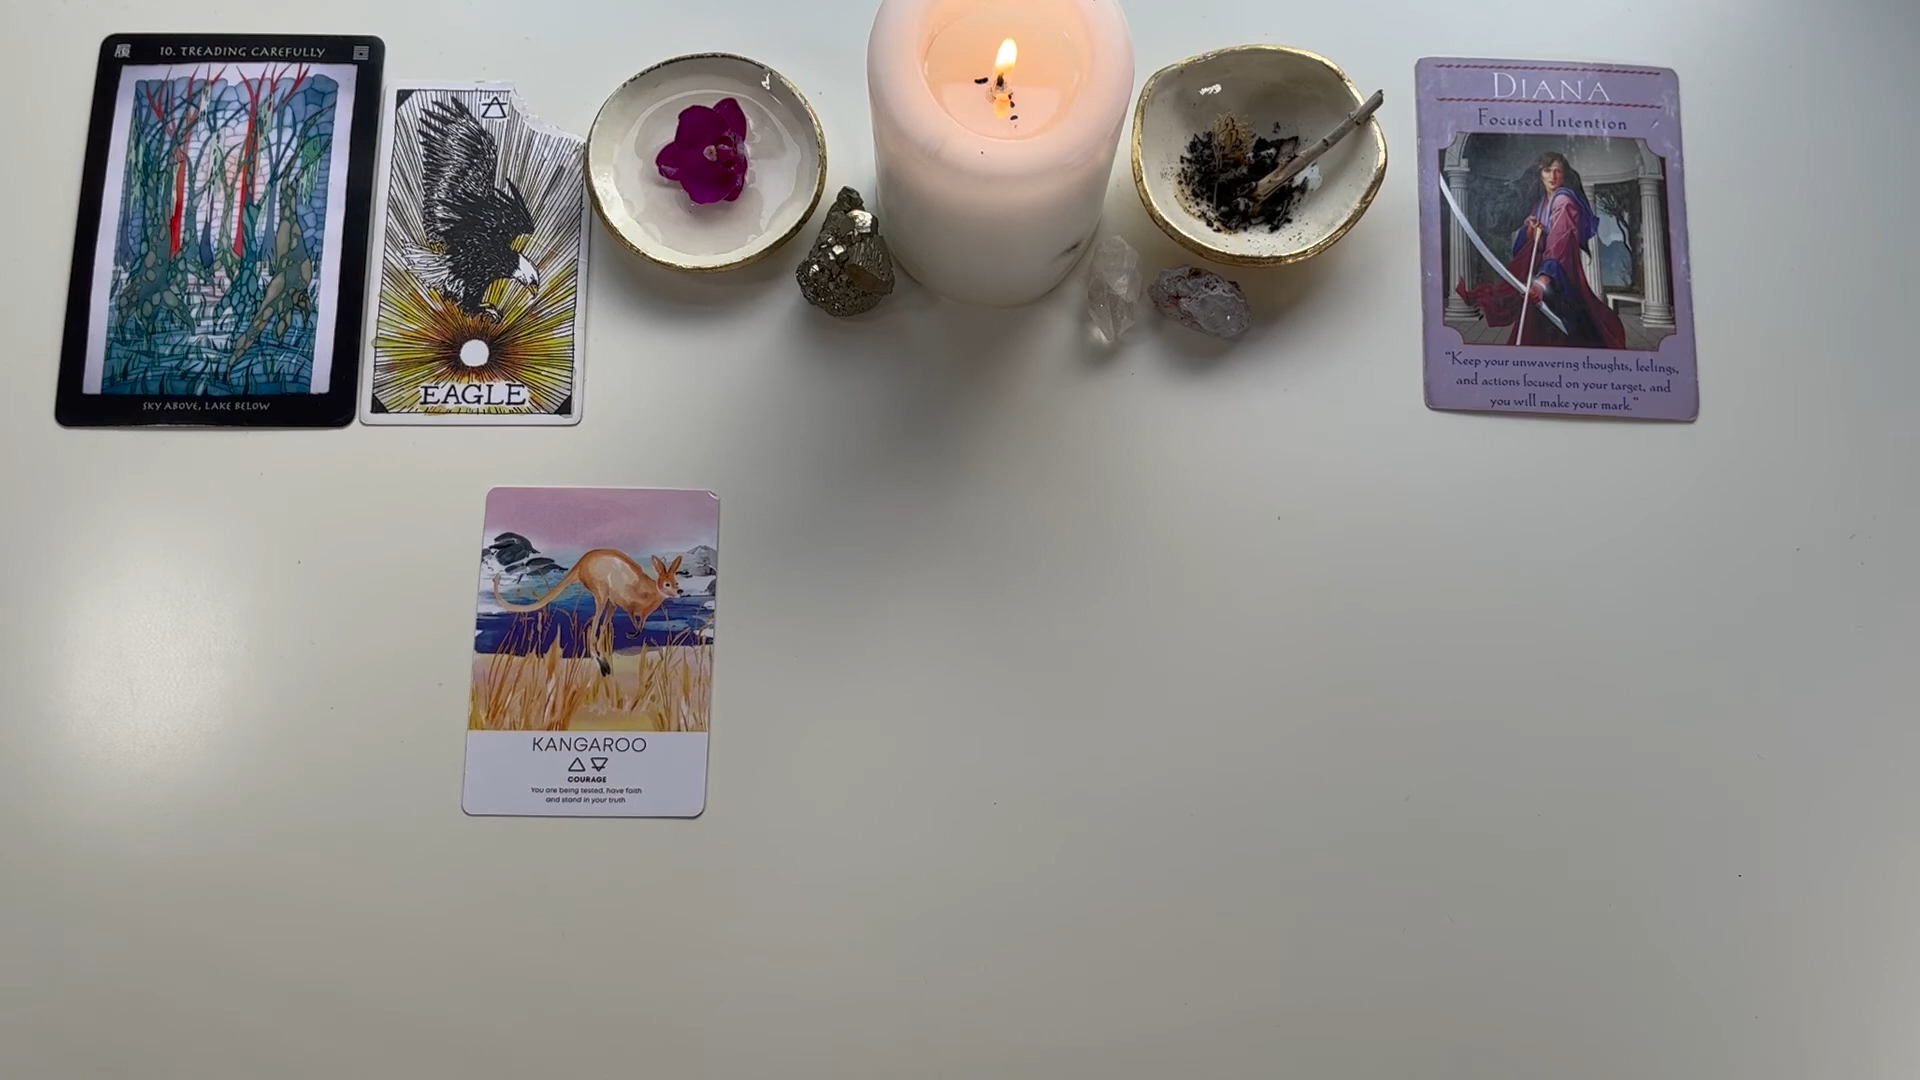 履 10. TREADING CAREFULLY
SKY ABOVE, LAKE BELOW
EAGLE
DIANA
Focused Intention
"Keep your unwavering thoughts, feelings,
and actions focused on your target, and
you will make your mark."
KANGAROO
COURAGE
You are being tested, have faith
and stand in your truth